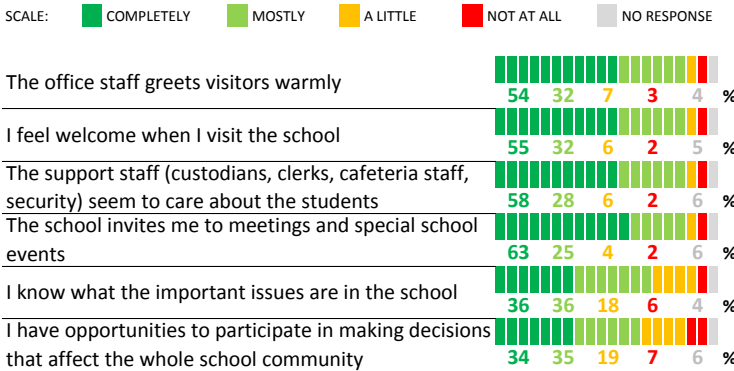 SCALE: COMPLETELY MOSTLY A LITTLE NOT AT ALL NO RESPONSE
The office staff greets visitors warmly
54 32 7 3 4 %
I feel welcome when I visit the school
55 32 6 2 5 %
The support staff (custodians, clerks, cafeteria staff,
security) seem to care about the students
58 28 6 2 6 %
The school invites me to meetings and special school
events
63 25 4 2 6 %
I know what the important issues are in the school
36 36 18 6 4 %
I have opportunities to participate in making decisions
that affect the whole school community
34 35 19 7 6 %